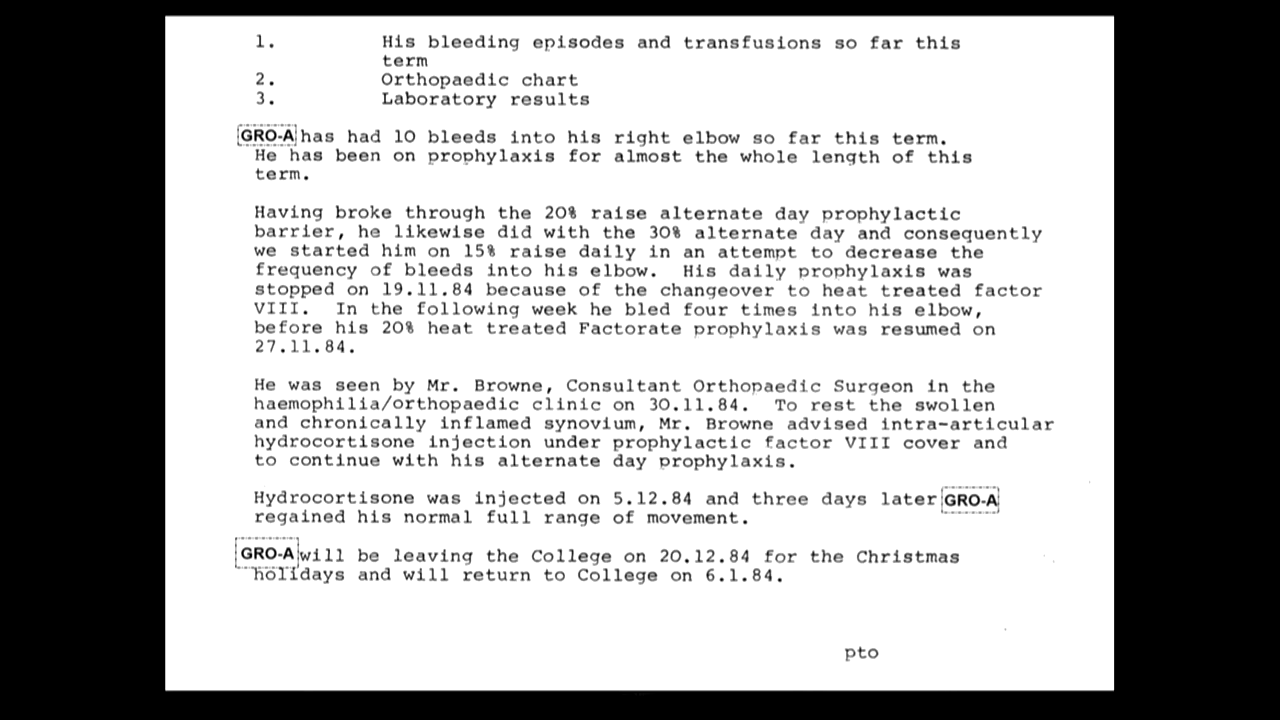 1. His bleeding episodes and transfusions so far this
term
2. Orthopaedic chart
3. Laboratory results
GRO-A has had 10 bleeds into his right elbow so far this term.
He has been on prophylaxis for almost the whole length of this
term.
Having broke through the 20% raise alternate day prophylactic
barrier, he likewise did with the 30% alternate day and consequently
we started him on 15% raise daily in an attempt to decrease the
frequency of bleeds into his elbow. His daily prophylaxis was
stopped on 19.11.84 because of the changeover to heat treated factor
VIII. In the following week he bled four times into his elbow,
before his 20% heat treated Factorate prophylaxis was resumed on
27.11.84.
He was seen by Mr. Browne, Consultant Orthopaedic Surgeon in the
haemophilia/orthopaedic clinic on 30.11.84. To rest the swollen
and chronically inflamed synovium, Mr. Browne advised intra-articular
hydrocortisone injection under prophylactic factor VIII cover and
to continue with his alternate day prophylaxis.
Hydrocortisone was injected on 5.12.84 and three days later GRO-A
regained his normal full range of movement.
GRO-A will be leaving the College on 20.12.84 for the Christmas
holidays and will return to College on 6.1.84.
pto